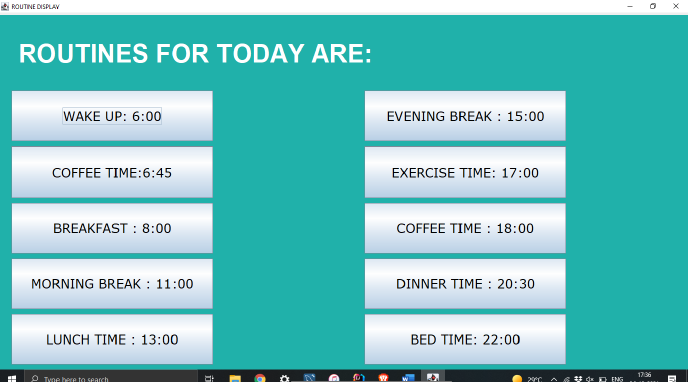 ROUTINE DISPLAY
ROUTINES FOR TODAY ARE:
WAKE UP: 6:00
COFFEE TIME:6:45
BREAKFAST : 8:00
MORNING BREAK : 11:00
LUNCH TIME : 13:00
EVENING BREAK : 15:00
EXERCISE TIME: 17:00
COFFEE TIME : 18:00
DINNER TIME : 20:30
BED TIME: 22:00
Type here to search
29°C
ENG
17:36